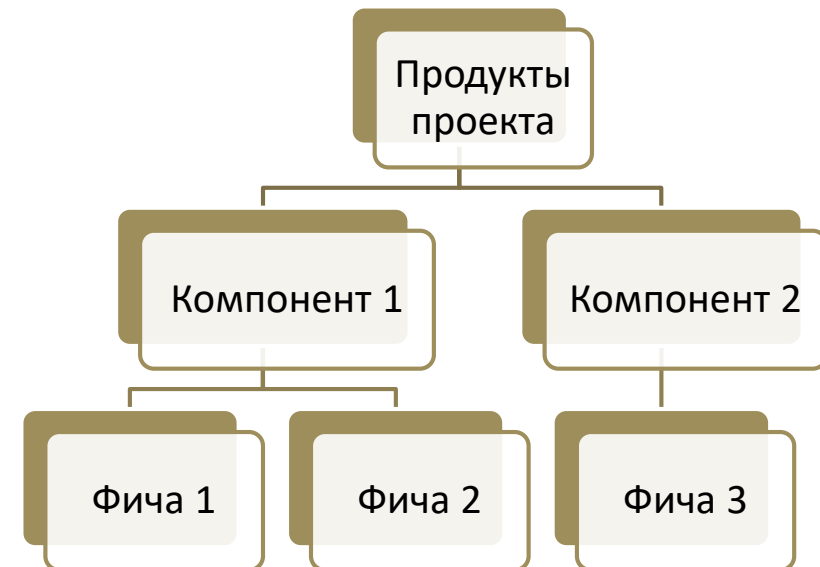 Продукты
проекта
Компонент 1
Компонент 2
Фича 1
Фича 2
Фича 3